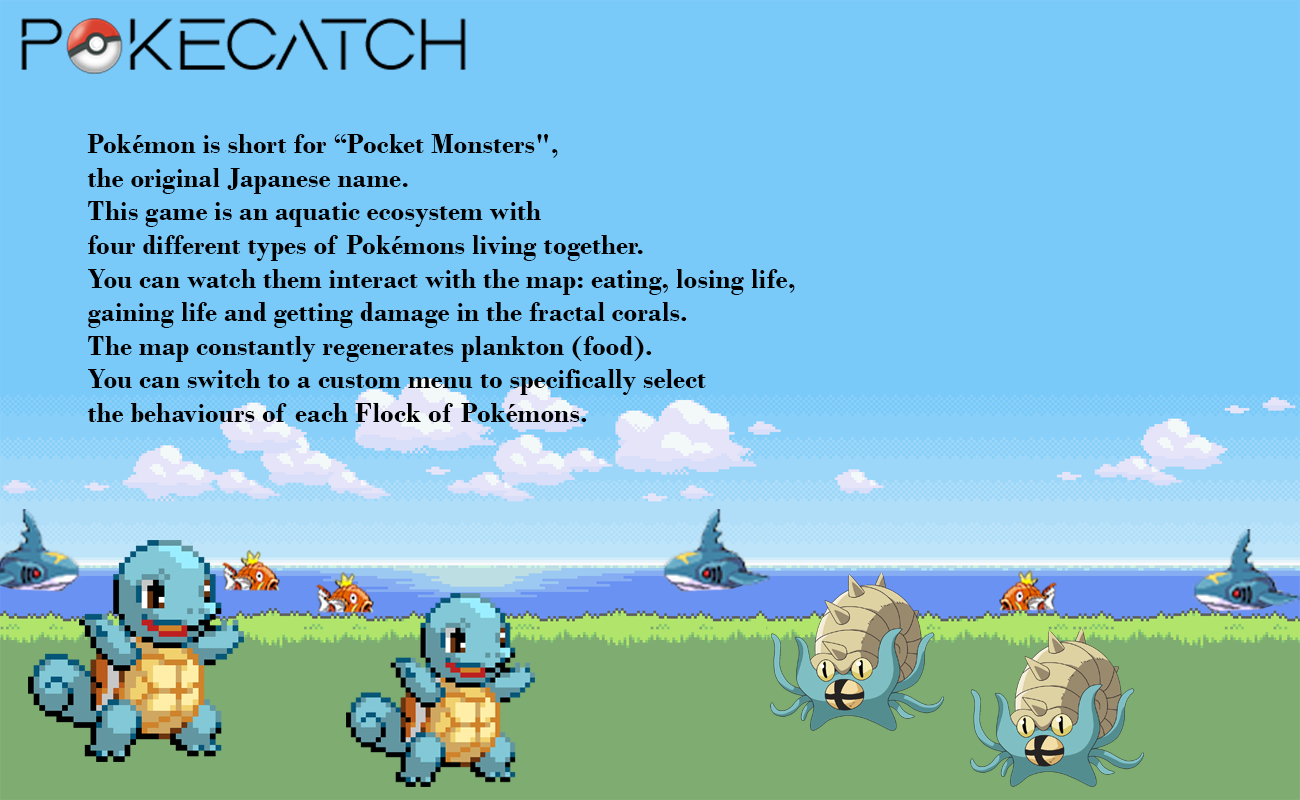 POKECATCH
Pokémon is short for “Pocket Monsters",
the original Japanese name.
This game is an aquatic ecosystem with
four different types of Pokémons living together.
You can watch them interact with the map: eating, losing life,
gaining life and getting damage in the fractal corals.
The map constantly regenerates plankton (food).
You can switch to a custom menu to specifically select
the behaviours of each Flock of Pokémons.